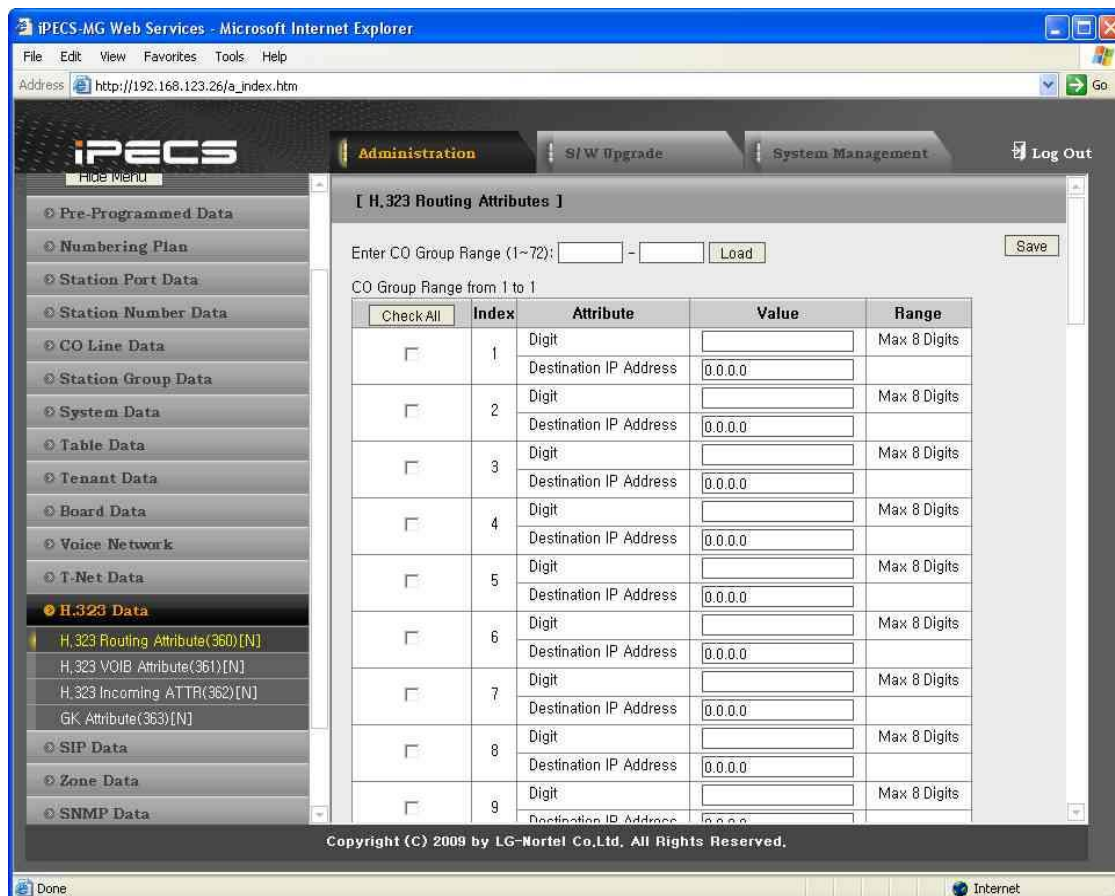 iPECS-MG Web Services - Microsoft Internet Explorer
File Edit View Favorites Tools Help
Address http://192.168.123.26/a_index.htm Go
iPECS
Administration S/W Upgrade System Management Log Out
Hide Menu
Pre-Programmed Data
Numbering Plan
Station Port Data
Station Number Data
CO Line Data
Station Group Data
System Data
Table Data
Tenant Data
Board Data
Voice Network
T-Net Data
H.323 Data
H.323 Routing Attribute(360)[N]
H.323 VOIB Attribute(361)[N]
H.323 Incoming ATTR(362)[N]
GK Attribute(363)[N]
SIP Data
Zone Data
SNMP Data
[ H.323 Routing Attributes ]
Enter CO Group Range (1~72): - Load Save
CO Group Range from 1 to 1
Check All Index Attribute Value Range
1 Digit Max 8 Digits
Destination IP Address 0.0.0.0
2 Digit Max 8 Digits
Destination IP Address 0.0.0.0
3 Digit Max 8 Digits
Destination IP Address 0.0.0.0
4 Digit Max 8 Digits
Destination IP Address 0.0.0.0
5 Digit Max 8 Digits
Destination IP Address 0.0.0.0
6 Digit Max 8 Digits
Destination IP Address 0.0.0.0
7 Digit Max 8 Digits
Destination IP Address 0.0.0.0
8 Digit Max 8 Digits
Destination IP Address 0.0.0.0
9 Digit Max 8 Digits
Destination IP Address 0.0.0.0
Copyright (C) 2009 by LG-Nortel Co,Ltd. All Rights Reserved.
Done Internet